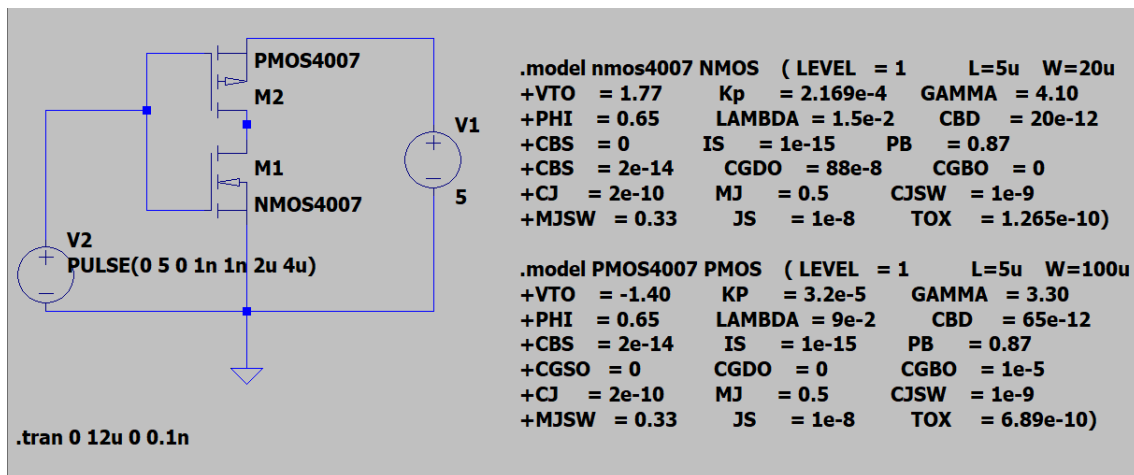 PMOS4007
M2
V1
M1
5
NMOS4007
V2
PULSE(0 5 0 1n 1n 2u 4u)
.tran 0 12u 0 0.1n
.model nmos4007 NMOS ( LEVEL = 1 L=5u W=20u
+VTO = 1.77 Kp = 2.169e-4 GAMMA = 4.10
+PHI = 0.65 LAMBDA = 1.5e-2 CBD = 20e-12
+CBS = 0 IS = 1e-15 PB = 0.87
+CBS = 2e-14 CGDO = 88e-8 CGBO = 0
+CJ = 2e-10 MJ = 0.5 CJSW = 1e-9
+MJSW = 0.33 JS = 1e-8 TOX = 1.265e-10)
.model PMOS4007 PMOS ( LEVEL = 1 L=5u W=100u
+VTO = -1.40 KP = 3.2e-5 GAMMA = 3.30
+PHI = 0.65 LAMBDA = 9e-2 CBD = 65e-12
+CBS = 2e-14 IS = 1e-15 PB = 0.87
+CGSO = 0 CGDO = 0 CGBO = 1e-5
+CJ = 2e-10 MJ = 0.5 CJSW = 1e-9
+MJSW = 0.33 JS = 1e-8 TOX = 6.89e-10)